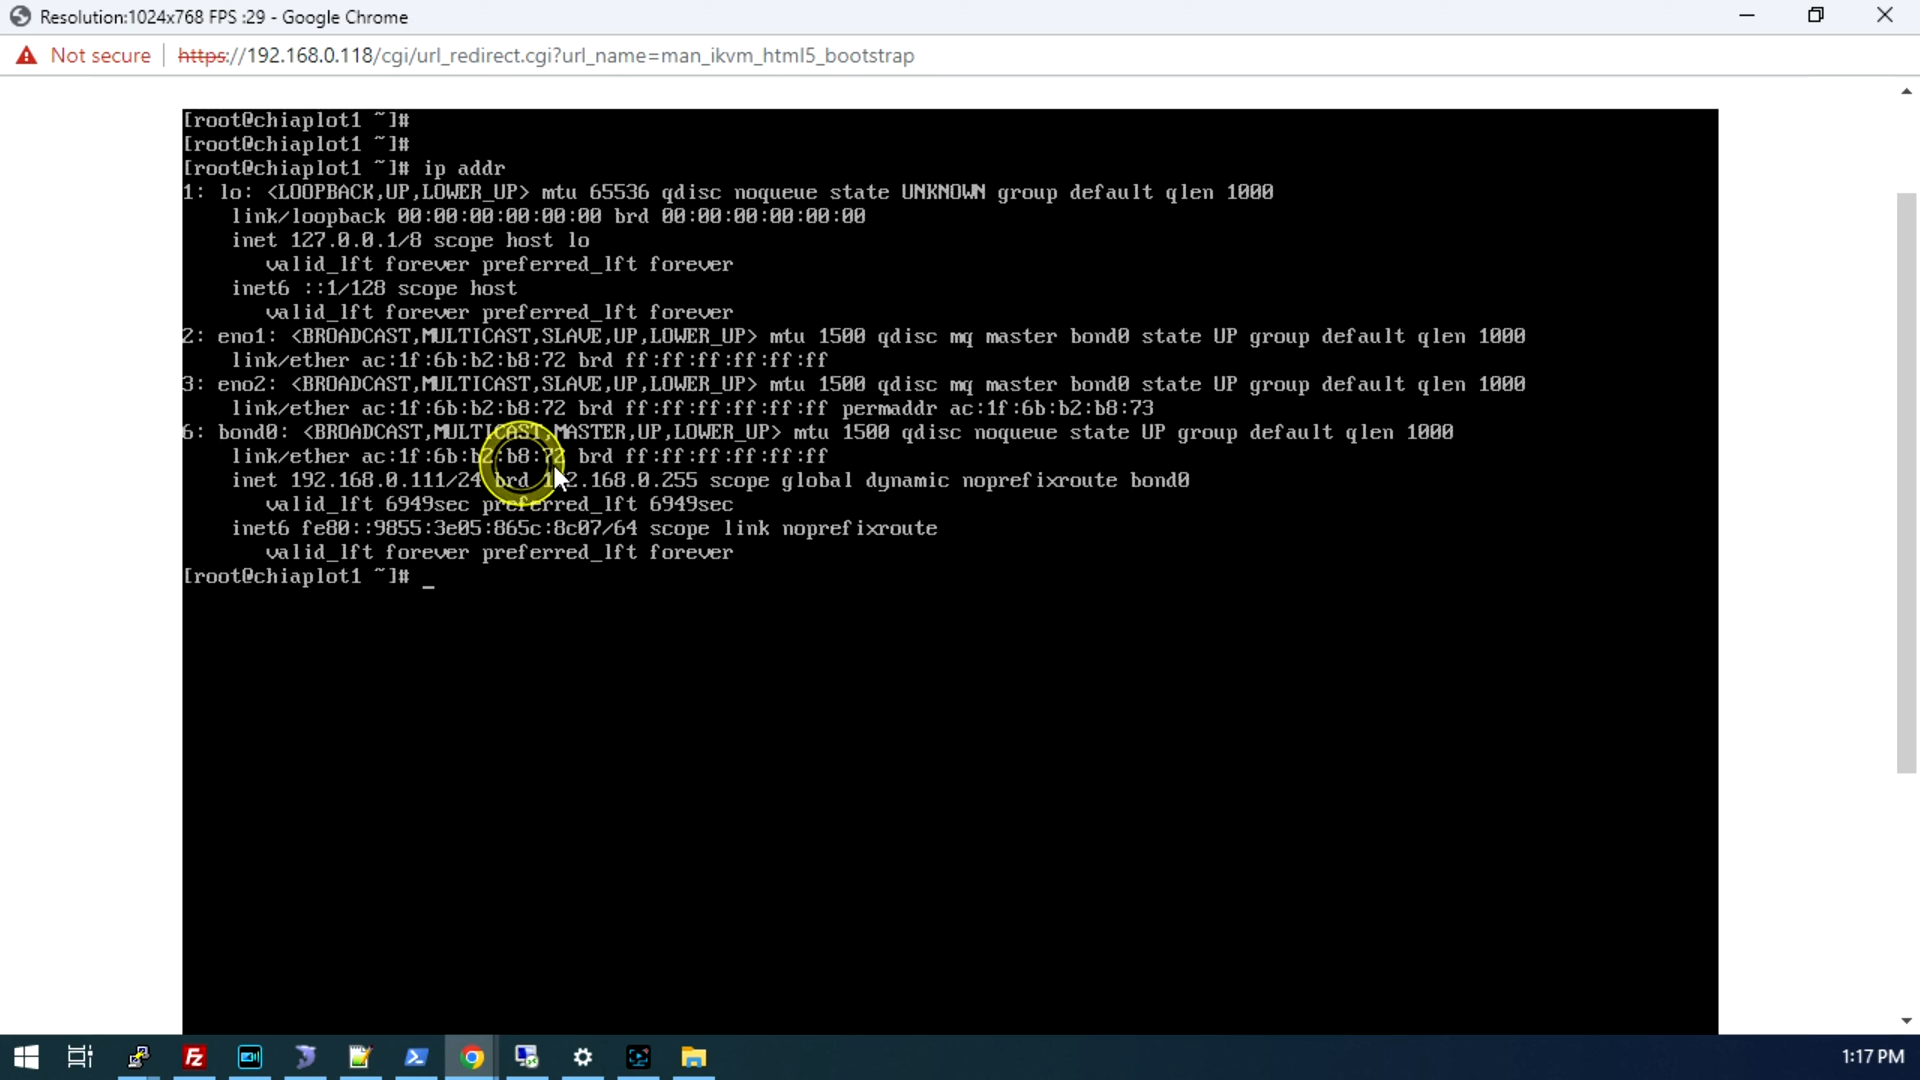 Resolution:1024x768 FPS :29 - Google Chrome
Not secure https://192.168.0.118/cgi/url_redirect.cgi?url_name=man_ikvm_html5_bootstrap
[root@chiaplot1 ~]#
[root@chiaplot1 ~]#
[root@chiaplot1 ~]# ip addr
1: lo: <LOOPBACK,UP,LOWER_UP> mtu 65536 qdisc noqueue state UNKNOWN group default qlen 1000
link/loopback 00:00:00:00:00:00 brd 00:00:00:00:00:00
inet 127.0.0.1/8 scope host lo
valid_lft forever preferred_lft forever
inet6 ::1/128 scope host
valid_lft forever preferred_lft forever
2: eno1: <BROADCAST,MULTICAST,SLAVE,UP,LOWER_UP> mtu 1500 qdisc mq master bond0 state UP group default qlen 1000
link/ether ac:1f:6b:b2:b8:72 brd ff:ff:ff:ff:ff:ff
3: eno2: <BROADCAST,MULTICAST,SLAVE,UP,LOWER_UP> mtu 1500 qdisc mq master bond0 state UP group default qlen 1000
link/ether ac:1f:6b:b2:b8:72 brd ff:ff:ff:ff:ff:ff permaddr ac:1f:6b:b2:b8:73
6: bond0: <BROADCAST,MULTICAST,MASTER,UP,LOWER_UP> mtu 1500 qdisc noqueue state UP group default qlen 1000
link/ether ac:1f:6b:b2:b8:72 brd ff:ff:ff:ff:ff:ff
inet 192.168.0.111/24 brd 192.168.0.255 scope global dynamic noprefixroute bond0
valid_lft 6949sec preferred_lft 6949sec
inet6 fe80::9855:3e05:865c:8c07/64 scope link noprefixroute
valid_lft forever preferred_lft forever
[root@chiaplot1 ~]# _
Fz
1:17 PM